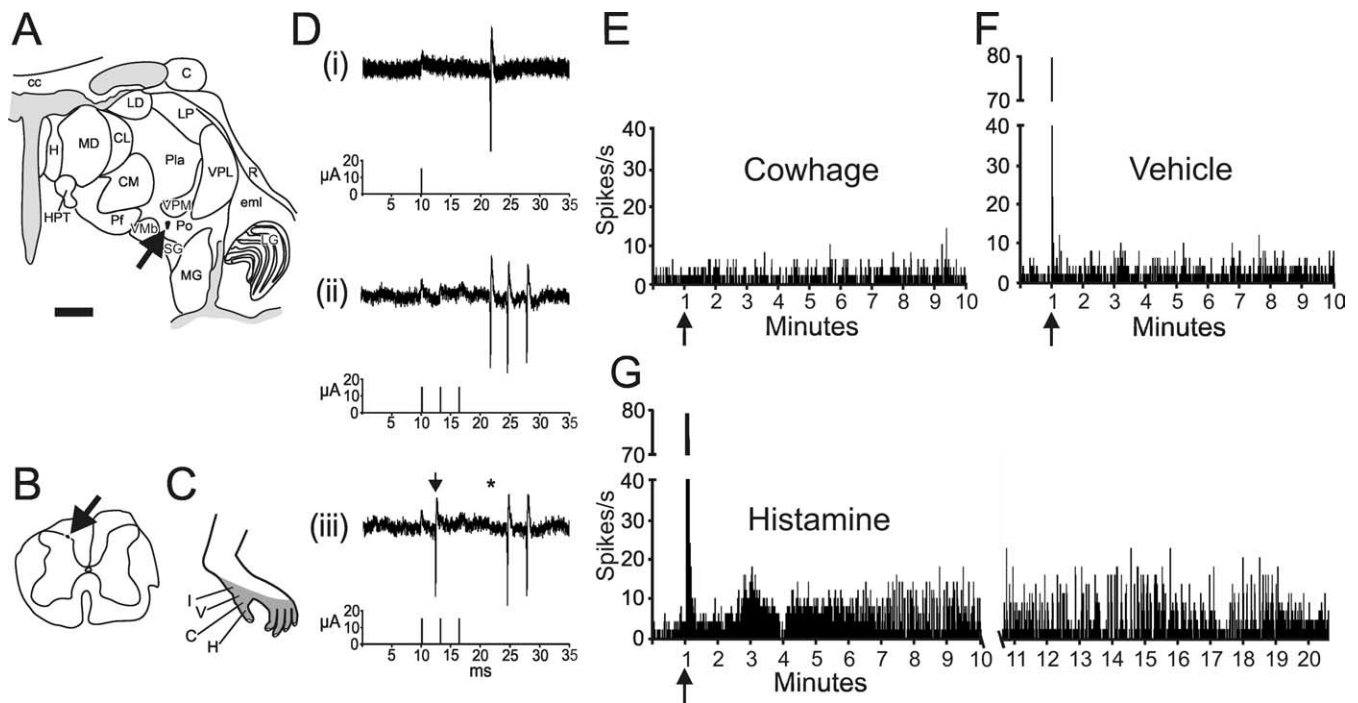 A
cc
C
LD
LP
H
MD
CL
Pla
R
CM
VPL
HPT
VPM
eml
Pf
VMb
Po
SG
LG
MG
B
C
I
V
C
H
D
(i)
µA
20
10
0
5 10 15 20 25 30 35
(ii)
µA
20
10
0
5 10 15 20 25 30 35
(iii)
*
µA
20
10
0
5 10 15 20 25 30 35
ms
E
Spikes/s
40
30
20
10
0
Cowhage
1 2 3 4 5 6 7 8 9 10
Minutes
F
80
70
40
30
20
10
0
Vehicle
1 2 3 4 5 6 7 8 9 10
Minutes
G
80
70
Spikes/s
40
30
20
10
0
Histamine
1 2 3 4 5 6 7 8 9 10 11 12 13 14 15 16 17 18 19 20
Minutes